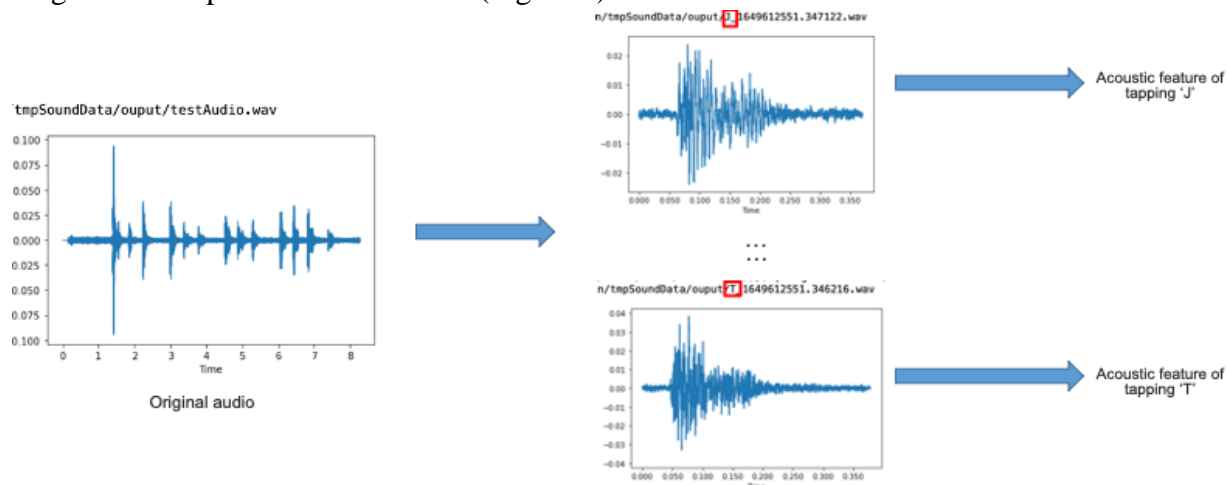 n/tmpSoundData/ouput/J_1649612551.347122.wav
0.02
0.01
0.00
−0.01
−0.02
0.000 0.050 0.100 0.150 0.200 0.250 0.300 0.350
Time
Acoustic feature of
tapping 'J'
'tmpSoundData/ouput/testAudio.wav
0.100
0.075
0.050
0.025
0.000
0.025
0.050
0.075
0.100
0 1 2 3 4 5 6 7 8
Time
Original audio
...
...
n/tmpSoundData/ouput/T_1649612551.346216.wav
0.04
0.03
0.02
0.01
0.00
−0.01
−0.02
−0.03
−0.04
0.000 0.050 0.100 0.150 0.200 0.250 0.300 0.350
Time
Acoustic feature of
tapping 'T'